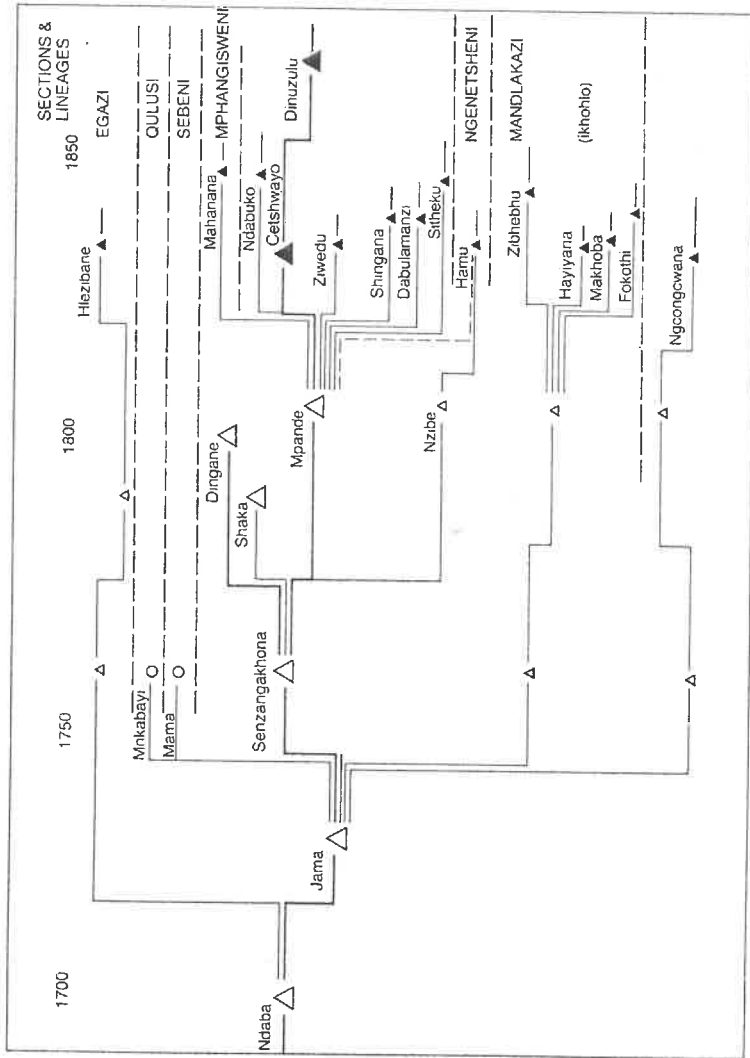 SECTIONS &
LINEAGES
1700
1750
1800
1850
EGAZI
QULUSI
SEBENI
MPHANGISWENI
NGENETSHENI
MANDLAKAZI
(ikhohlo)
Ndaba
Jama
Mnkabayi
Mama
Senzangakhona
Dingane
Shaka
Mpande
Nzibe
Hlezibane
Mahanana
Ndabuko
Cetshwayo
Dinuzulu
Ziwedu
Shingana
Dabulamanzi
Sitheku
Hamu
Zibhebhu
Hayiyana
Makhoba
Fokothi
Ngcongcwana